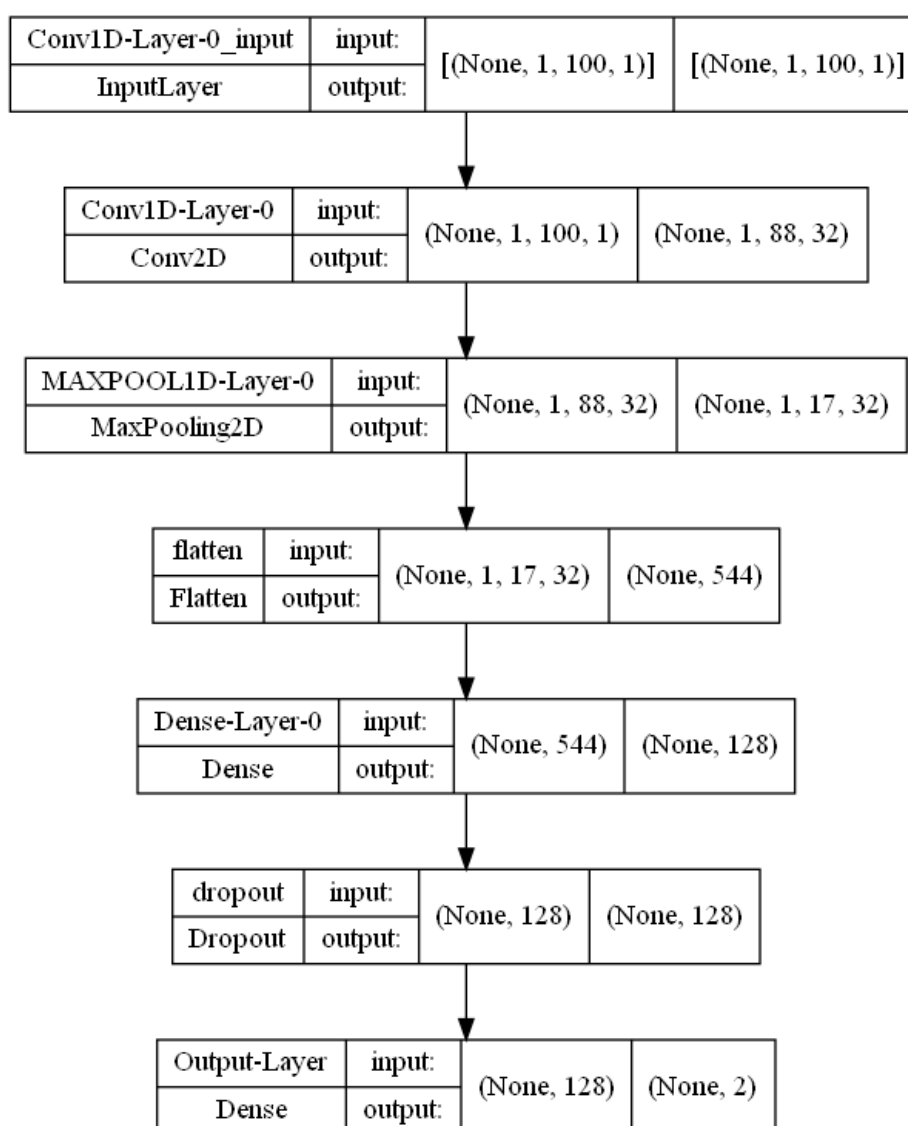 Conv1D-Layer-0_input input: [(None, 1, 100, 1)] [(None, 1, 100, 1)]
InputLayer output:
Conv1D-Layer-0 input: (None, 1, 100, 1) (None, 1, 88, 32)
Conv2D output:
MAXPOOL1D-Layer-0 input: (None, 1, 88, 32) (None, 1, 17, 32)
MaxPooling2D output:
flatten input: (None, 1, 17, 32) (None, 544)
Flatten output:
Dense-Layer-0 input: (None, 544) (None, 128)
Dense output:
dropout input: (None, 128) (None, 128)
Dropout output:
Output-Layer input: (None, 128) (None, 2)
Dense output: